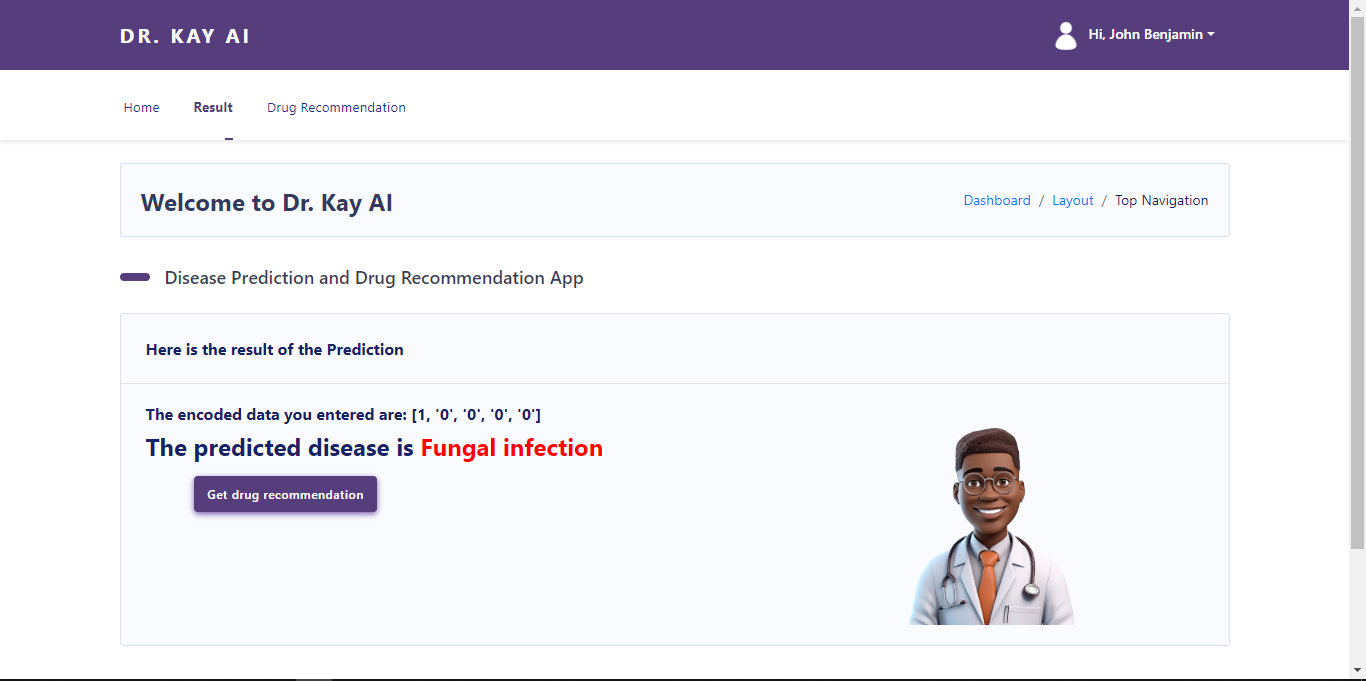 DR. KAY AI
Hi, John Benjamin
Home Result Drug Recommendation
Welcome to Dr. Kay AI
Dashboard / Layout / Top Navigation
Disease Prediction and Drug Recommendation App
Here is the result of the Prediction
The encoded data you entered are: [1, '0', '0', '0', '0']
The predicted disease is Fungal infection
Get drug recommendation